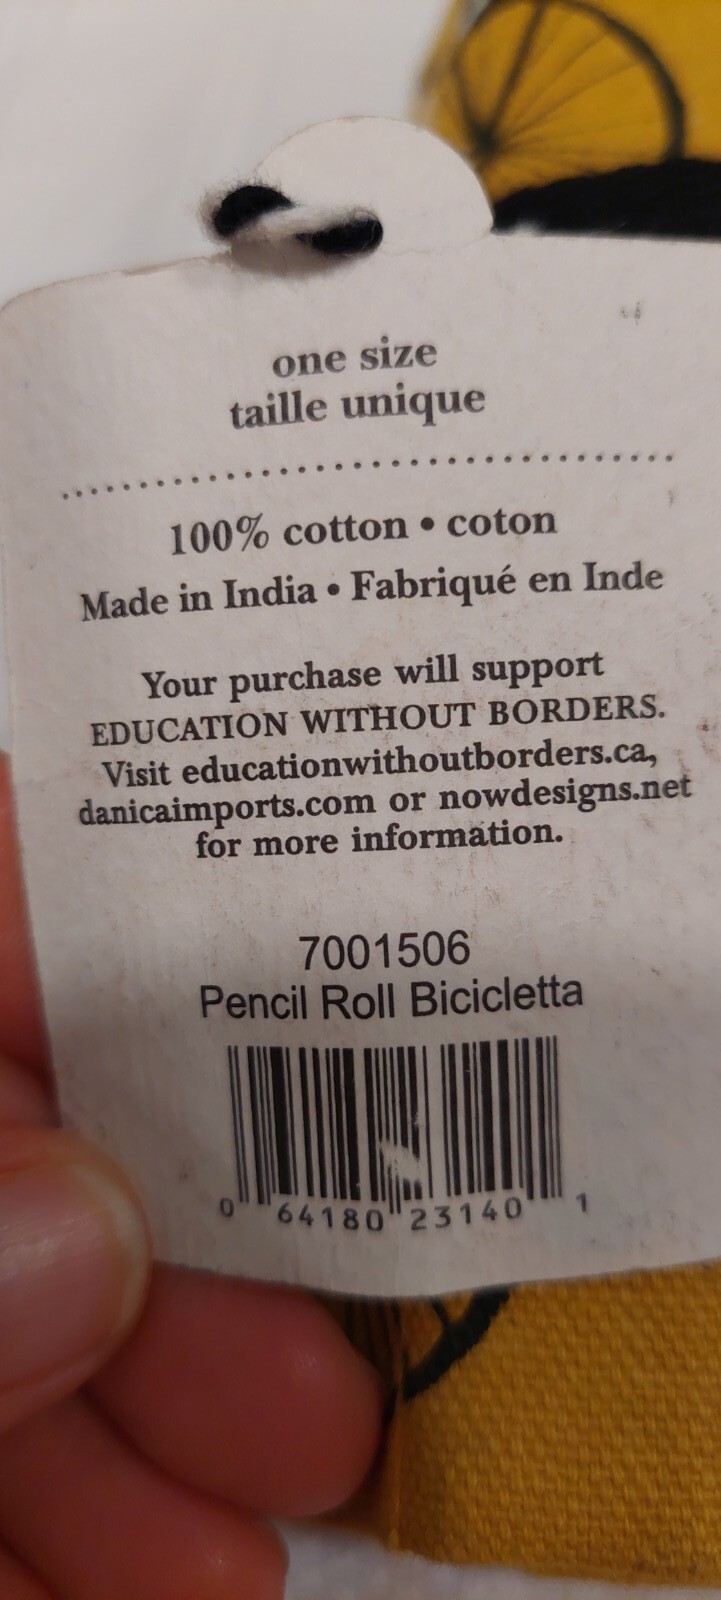 one size
taille unique
100% cotton • coton
Made in India • Fabriqué en Inde
Your purchase will support
EDUCATION WITHOUT BORDERS.
Visit educationwithoutborders.ca,
danicaimports.com or nowdesigns.net
for more information.
7001506
Pencil Roll Bicicletta
0 64180 23140 1